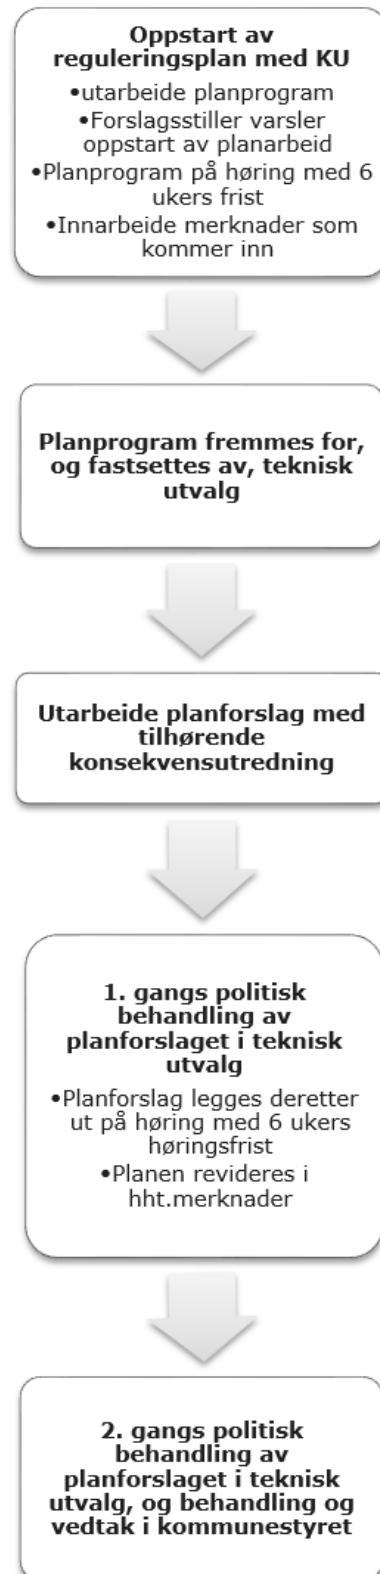 Oppstart av
reguleringsplan med KU
•utarbeide planprogram
•Forslagsstiller varsler
oppstart av planarbeid
•Planprogram på høring med 6
ukers frist
•Innarbeide merknader som
kommer inn
Planprogram fremmes for,
og fastsettes av, teknisk
utvalg
Utarbeide planforslag med
tilhørende
konsekvensutredning
1. gangs politisk
behandling av
planforslaget i teknisk
utvalg
•Planforslag legges deretter
ut på høring med 6 ukers
høringsfrist
•Planen revideres i
hht.merknader
2. gangs politisk
behandling av
planforslaget i teknisk
utvalg, og behandling og
vedtak i kommunestyret